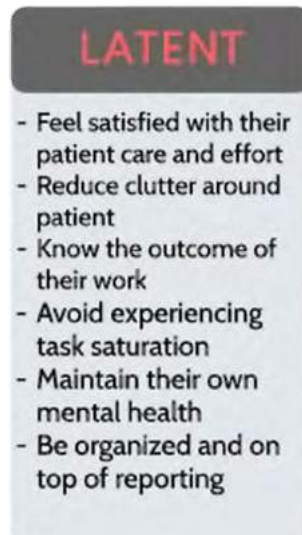 LATENT
- Feel satisfied with their
patient care and effort
- Reduce clutter around
patient
- Know the outcome of
their work
- Avoid experiencing
task saturation
- Maintain their own
mental health
- Be organized and on
top of reporting